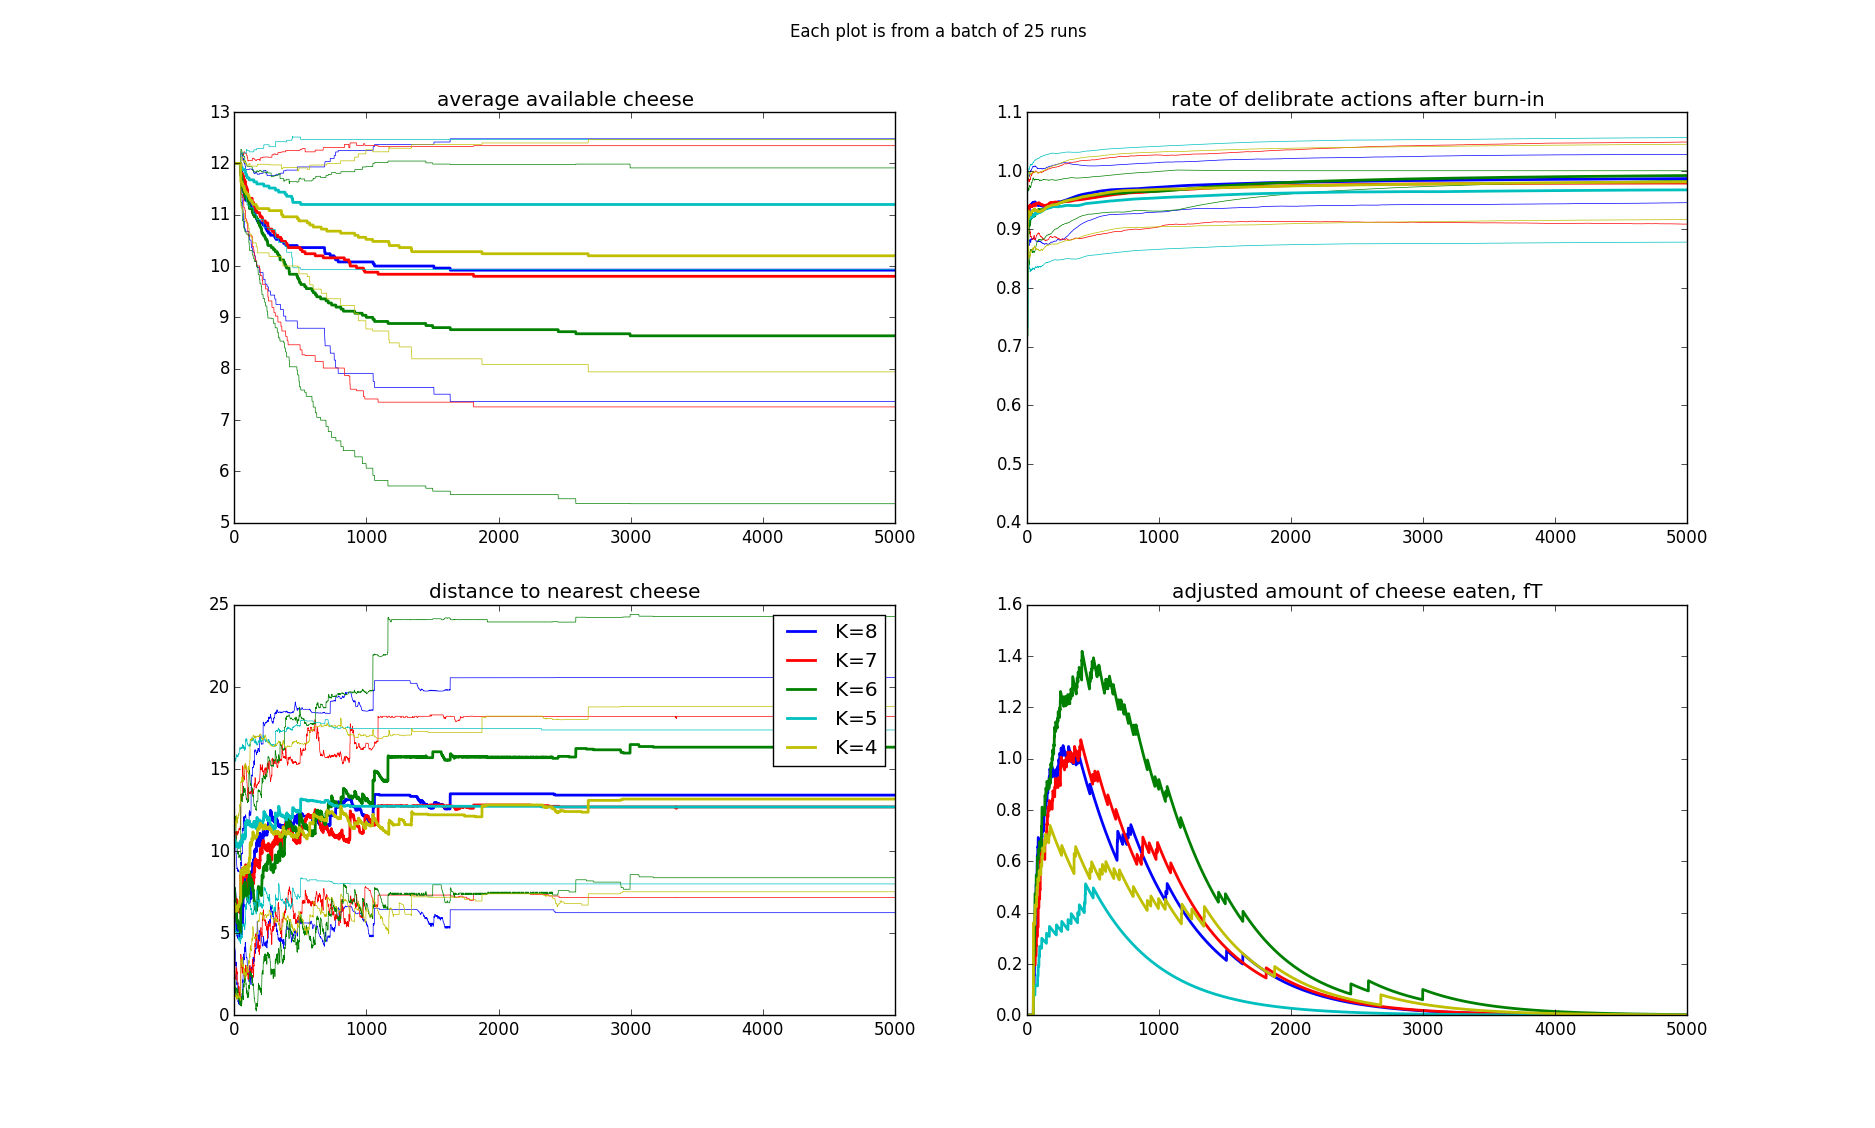 Each plot is from a batch of 25 runs
average available cheese
13
12
11
10
9
8
7
6
5
0 1000 2000 3000 4000 5000
rate of delibrate actions after burn-in
1.1
1.0
0.9
0.8
0.7
0.6
0.5
0.4
0 1000 2000 3000 4000 5000
distance to nearest cheese
25
20
15
10
5
0
K=8
K=7
K=6
K=5
K=4
0 1000 2000 3000 4000 5000
adjusted amount of cheese eaten, fT
1.6
1.4
1.2
1.0
0.8
0.6
0.4
0.2
0.0
0 1000 2000 3000 4000 5000